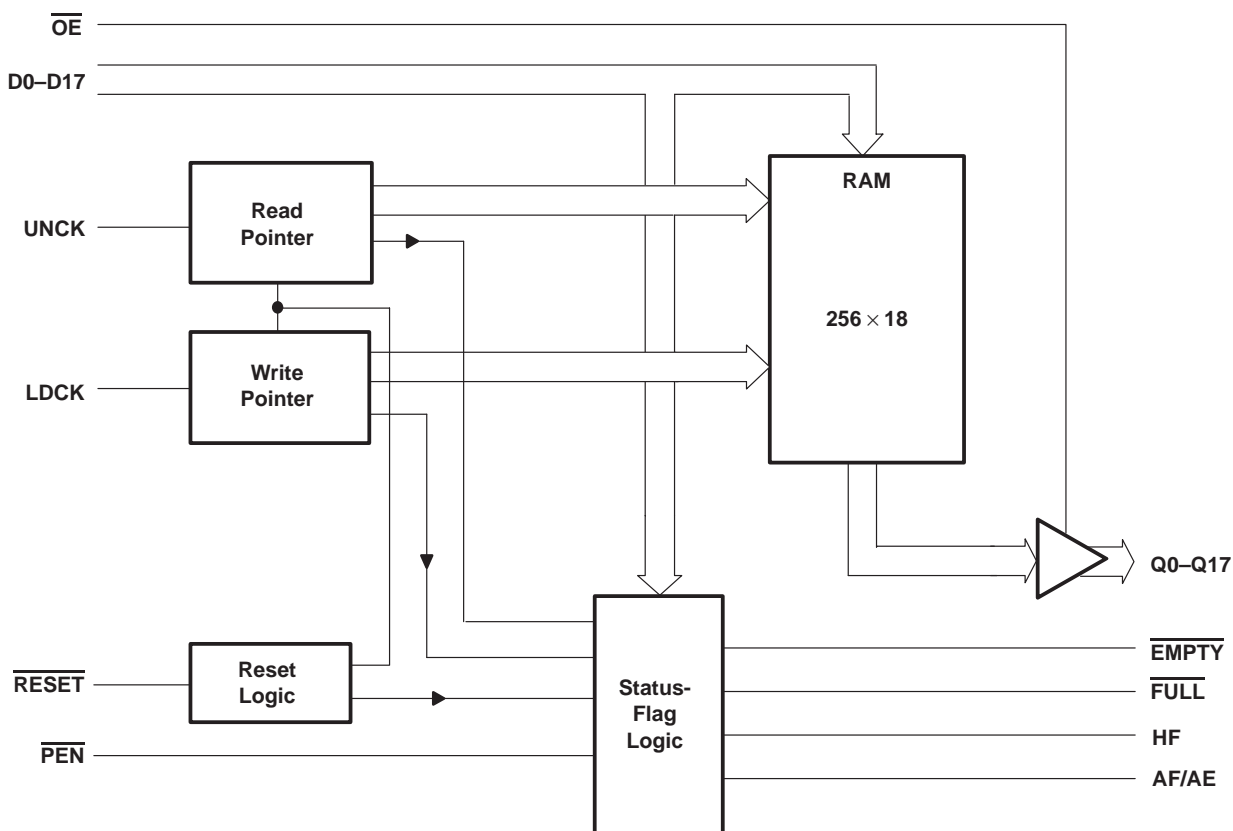 OE
D0–D17
RAM
Read
Pointer
UNCK
256 × 18
Write
Pointer
LDCK
Q0–Q17
Reset
Logic
RESET
Status-
Flag
Logic
EMPTY
FULL
HF
PEN
AF/AE